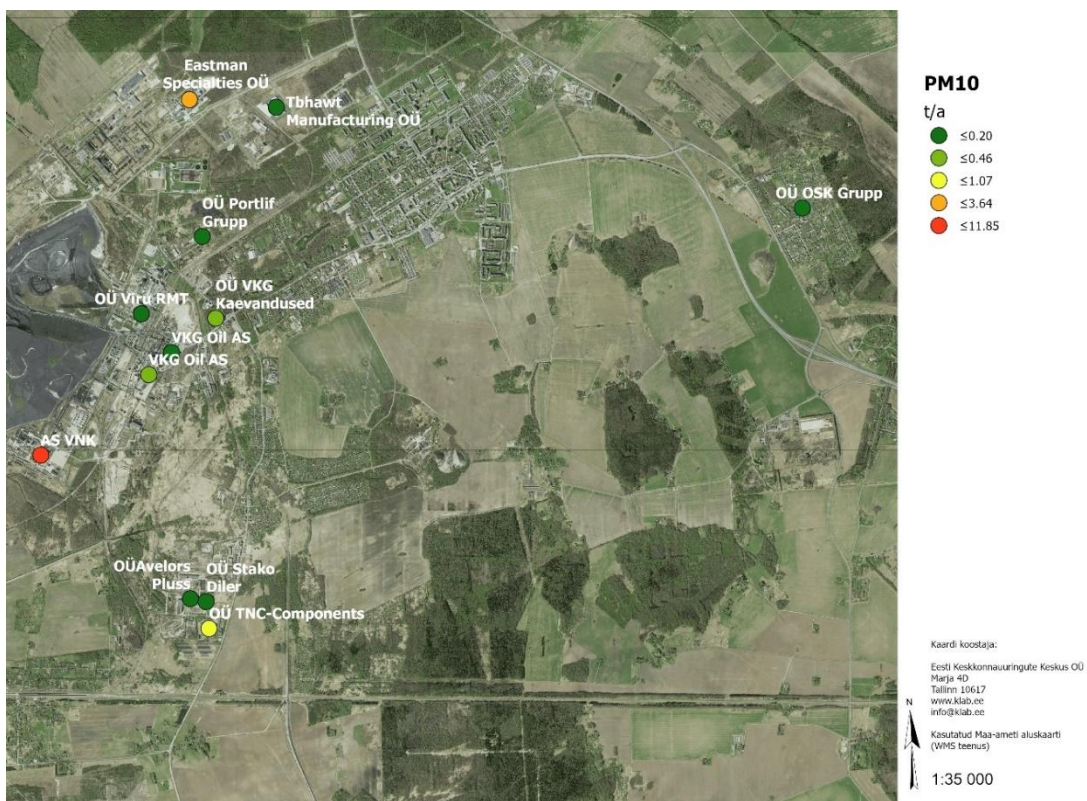 Eastman
Specialties OÜ
Tbhawt
Manufacturing OÜ
OÜ OSK Grupp
OÜ Portlif
Grupp
OÜ VKG
Kaevandused
OÜ Viru RMT
VKG Oil AS
VKG Oil AS
AS VNK
OÜAvelors
Pluss
OÜ Stako
Diler
OÜ TNC-Components
PM10
t/a
≤0.20
≤0.46
≤1.07
≤3.64
≤11.85
Kaardi koostaja:
Eesti Keskkonnauuringute Keskus OÜ
Marja 4D
Tallinn 10617
www.klab.ee
info@klab.ee
Kasutatud Maa-ameti aluskaarti
(WMS teenus)
N
1:35 000